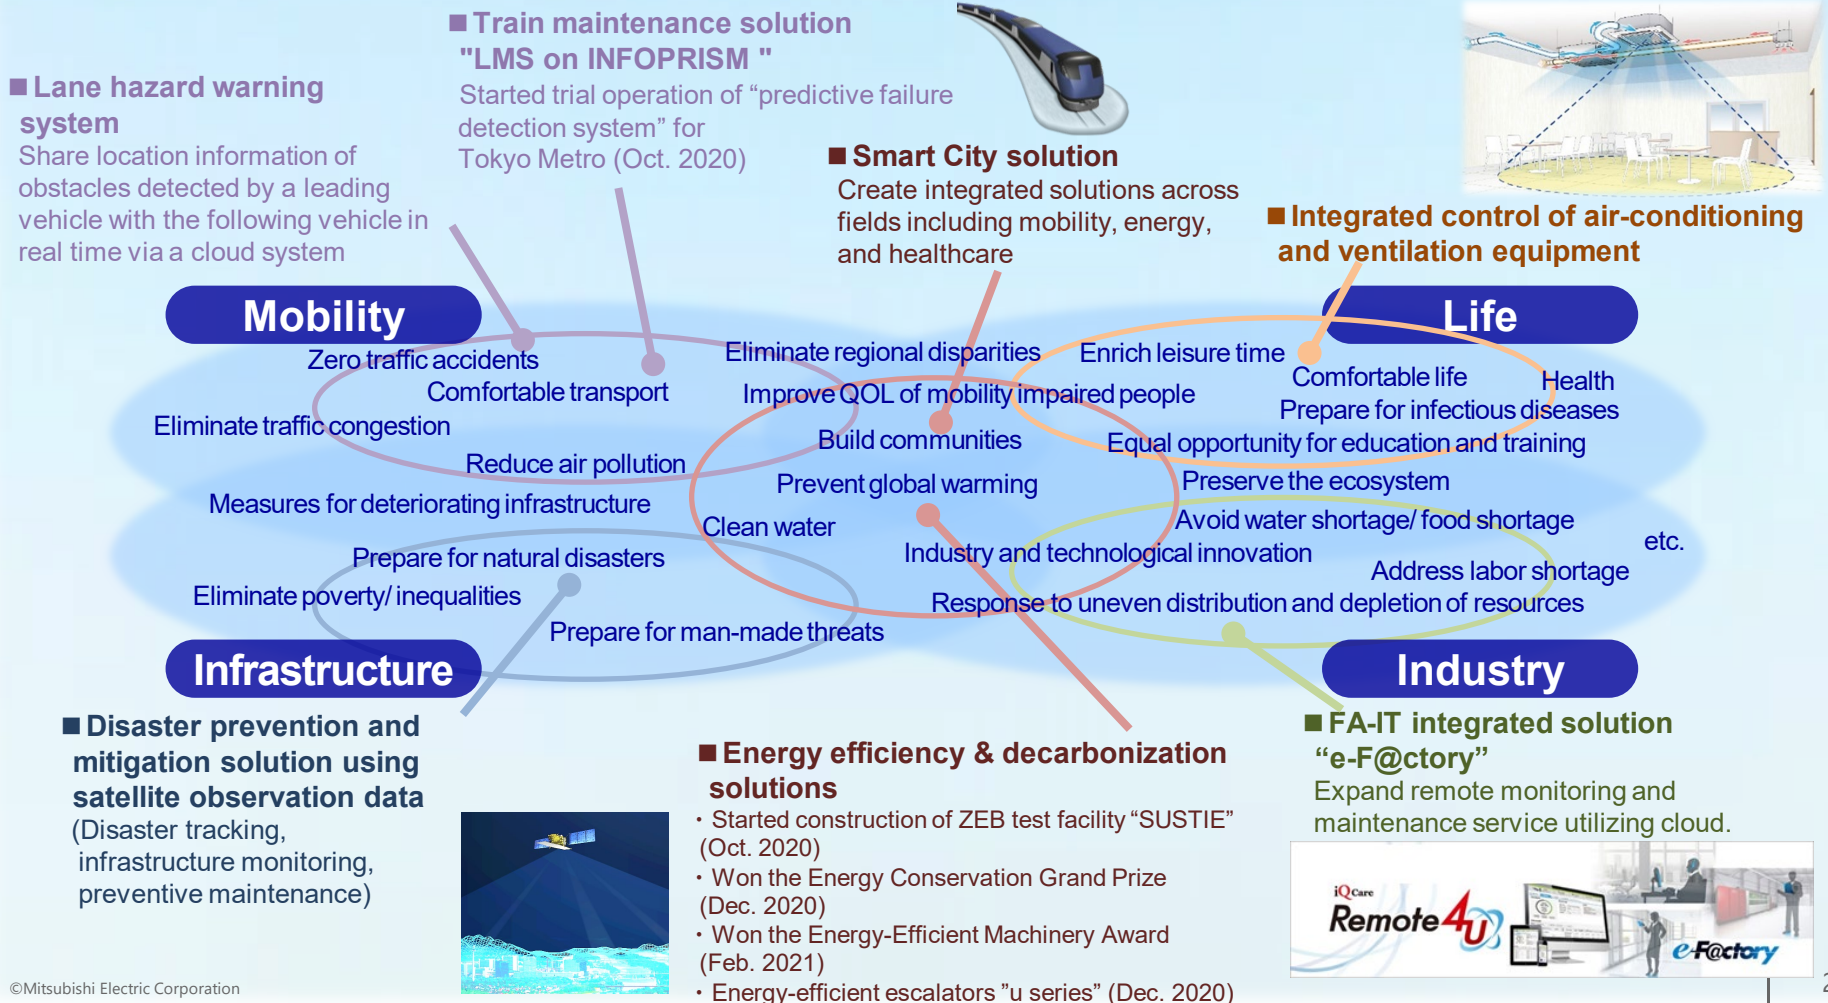 ■Train maintenance solution
"LMS on INFOPRISM "
Started trial operation of “predictive failure
detection system” for
Tokyo Metro (Oct. 2020)
■Lane hazard warning
system
Share location information of
obstacles detected by a leading
vehicle with the following vehicle in
real time via a cloud system
■Smart City solution
Create integrated solutions across
fields including mobility, energy,
and healthcare
■Integrated control of air-conditioning
and ventilation equipment
Mobility
Life
Zero traffic accidents
Comfortable transport
Eliminate traffic congestion
Reduce air pollution
Measures for deteriorating infrastructure
Prepare for natural disasters
Eliminate poverty/ inequalities
Prepare for man-made threats
Eliminate regional disparities
Improve QOL of mobility impaired people
Build communities
Prevent global warming
Clean water
Industry and technological innovation
Response to uneven distribution and depletion of resources
Enrich leisure time
Comfortable life
Health
Prepare for infectious diseases
Equal opportunity for education and training
Preserve the ecosystem
Avoid water shortage/ food shortage
etc.
Address labor shortage
Infrastructure
Industry
■Disaster prevention and
mitigation solution using
satellite observation data
(Disaster tracking,
infrastructure monitoring,
preventive maintenance)
■Energy efficiency & decarbonization
solutions
・Started construction of ZEB test facility “SUSTIE”
(Oct. 2020)
・Won the Energy Conservation Grand Prize
(Dec. 2020)
・Won the Energy-Efficient Machinery Award
(Feb. 2021)
・Energy-efficient escalators ”u series” (Dec. 2020)
■FA-IT integrated solution
“e-F@ctory”
Expand remote monitoring and
maintenance service utilizing cloud.
iQ Care
Remote4U
e-F@ctory
©Mitsubishi Electric Corporation